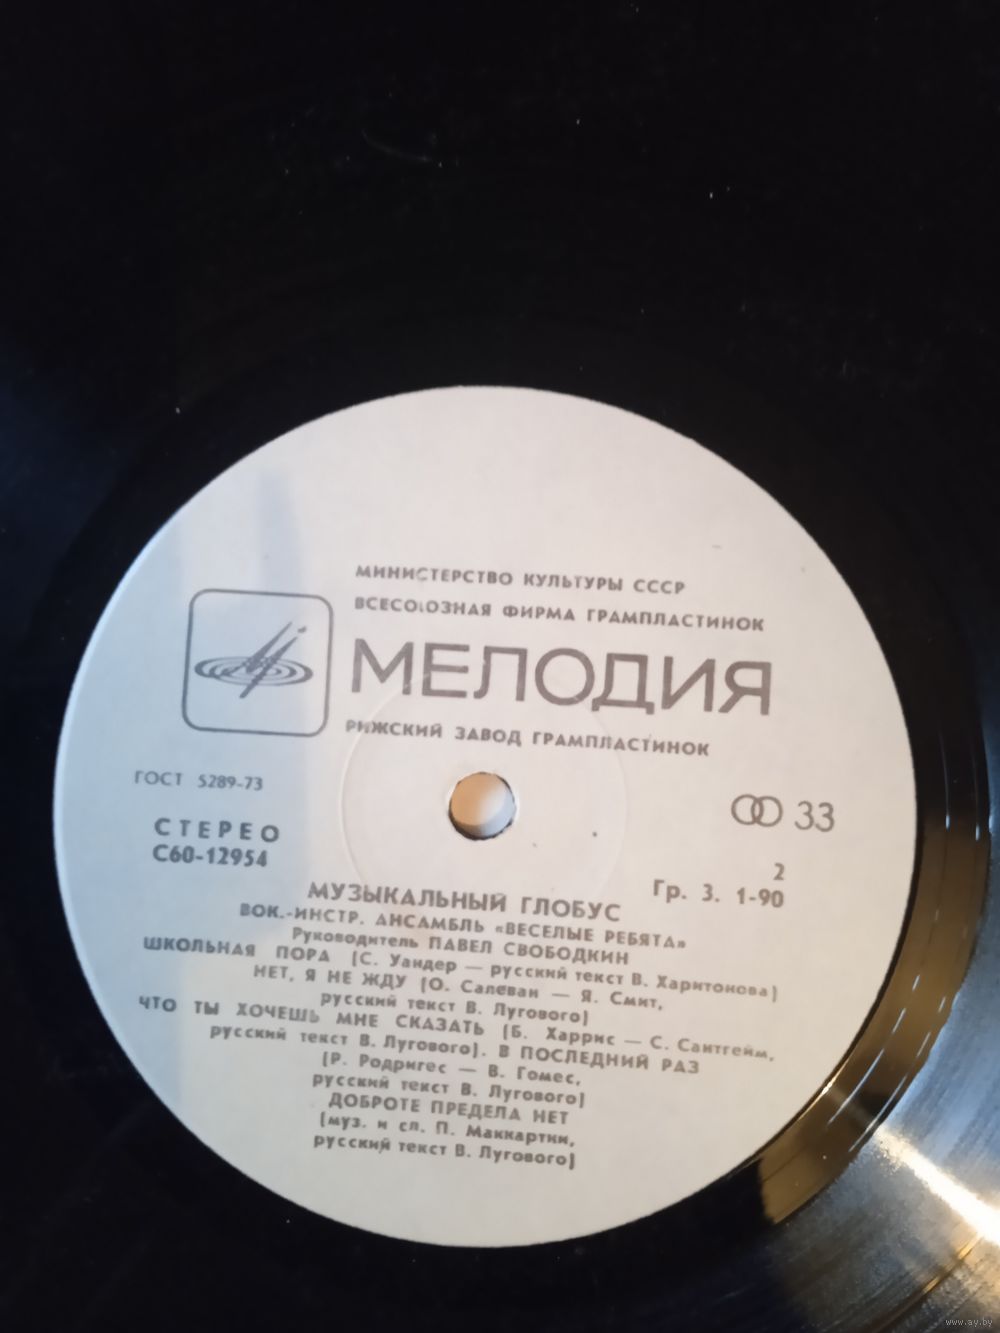 МИНИСТЕРСТВО КУЛЬТУРЫ СССР
ВСЕСОЮЗНАЯ ФИРМА ГРАМПЛАСТИНОК
МЕЛОДИЯ
РИЖСКИЙ ЗАВОД ГРАМПЛАСТИНОК
ГОСТ 5289-73
33
СТЕРЕО
С60-12954
2
Гр. 3. 1-90
МУЗЫКАЛЬНЫЙ ГЛОБУС
ВОК.-ИНСТР. АНСАМБЛЬ «ВЕСЕЛЫЕ РЕБЯТА»
Руководитель ПАВЕЛ СВОБОДКИН
ШКОЛЬНАЯ ПОРА (С. Уандер — русский текст В. Харитонова)
НЕТ, Я НЕ ЖДУ (О. Салеван — Я. Смит,
русский текст В. Лугового)
ЧТО ТЫ ХОЧЕШЬ МНЕ СКАЗАТЬ (Б. Харрис — С. Сантгейм,
русский текст В. Лугового). В ПОСЛЕДНИЙ РАЗ
(Р. Родригес — В. Гомес,
русский текст В. Лугового)
ДОБРОТЕ ПРЕДЕЛА НЕТ
(муз. и сл. П. Маккартни,
русский текст В. Лугового)
www.ay.by